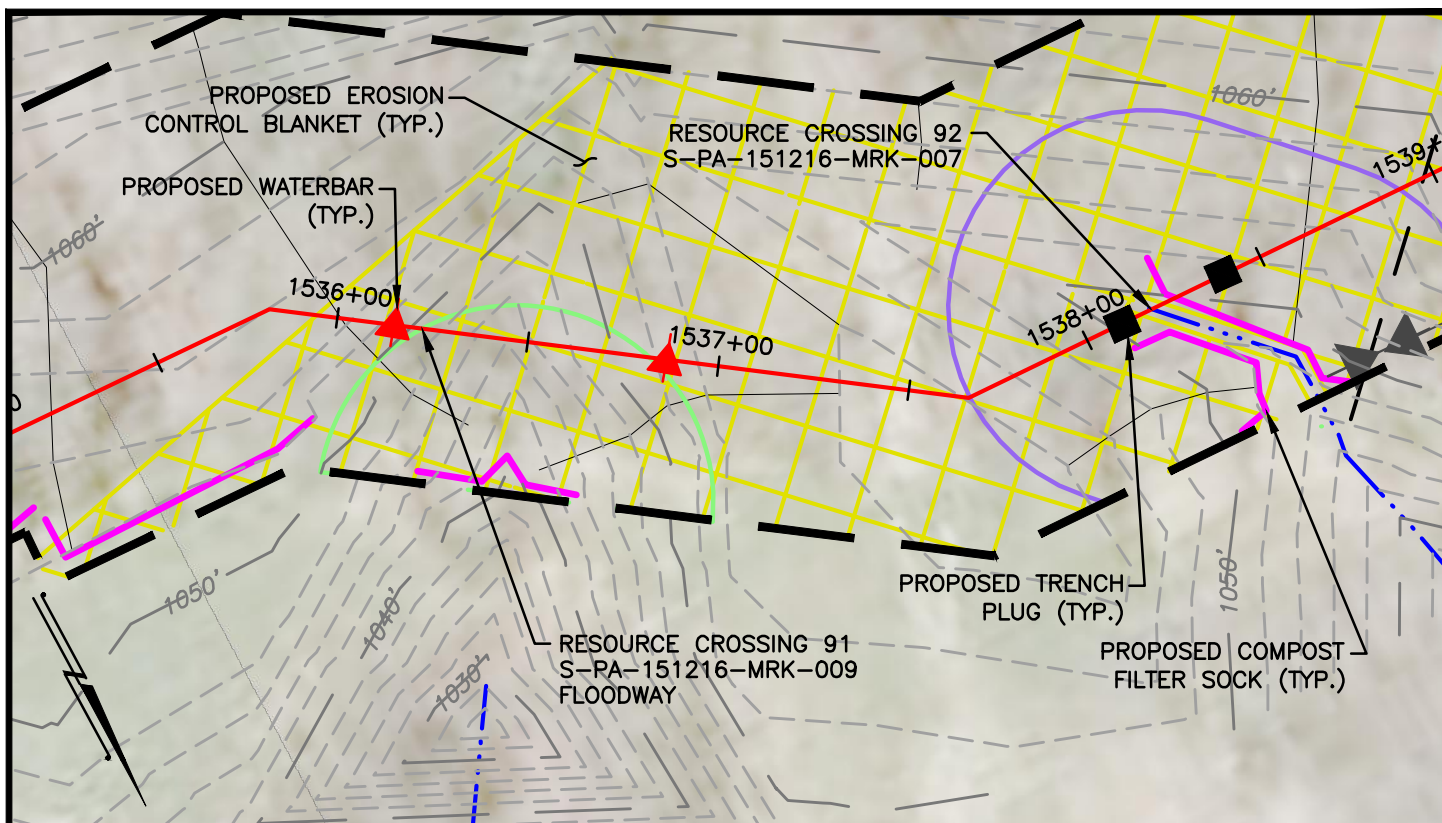 PROPOSED EROSION
CONTROL BLANKET (TYP.)
RESOURCE CROSSING 92
S-PA-151216-MRK-007
1060'
1539+
PROPOSED WATERBAR
(TYP.)
1060'
1536+00
1537+00
1538+00
0
1050'
1040'
1030'
1050'
PROPOSED TRENCH
PLUG (TYP.)
RESOURCE CROSSING 91
S-PA-151216-MRK-009
FLOODWAY
PROPOSED COMPOST
FILTER SOCK (TYP.)